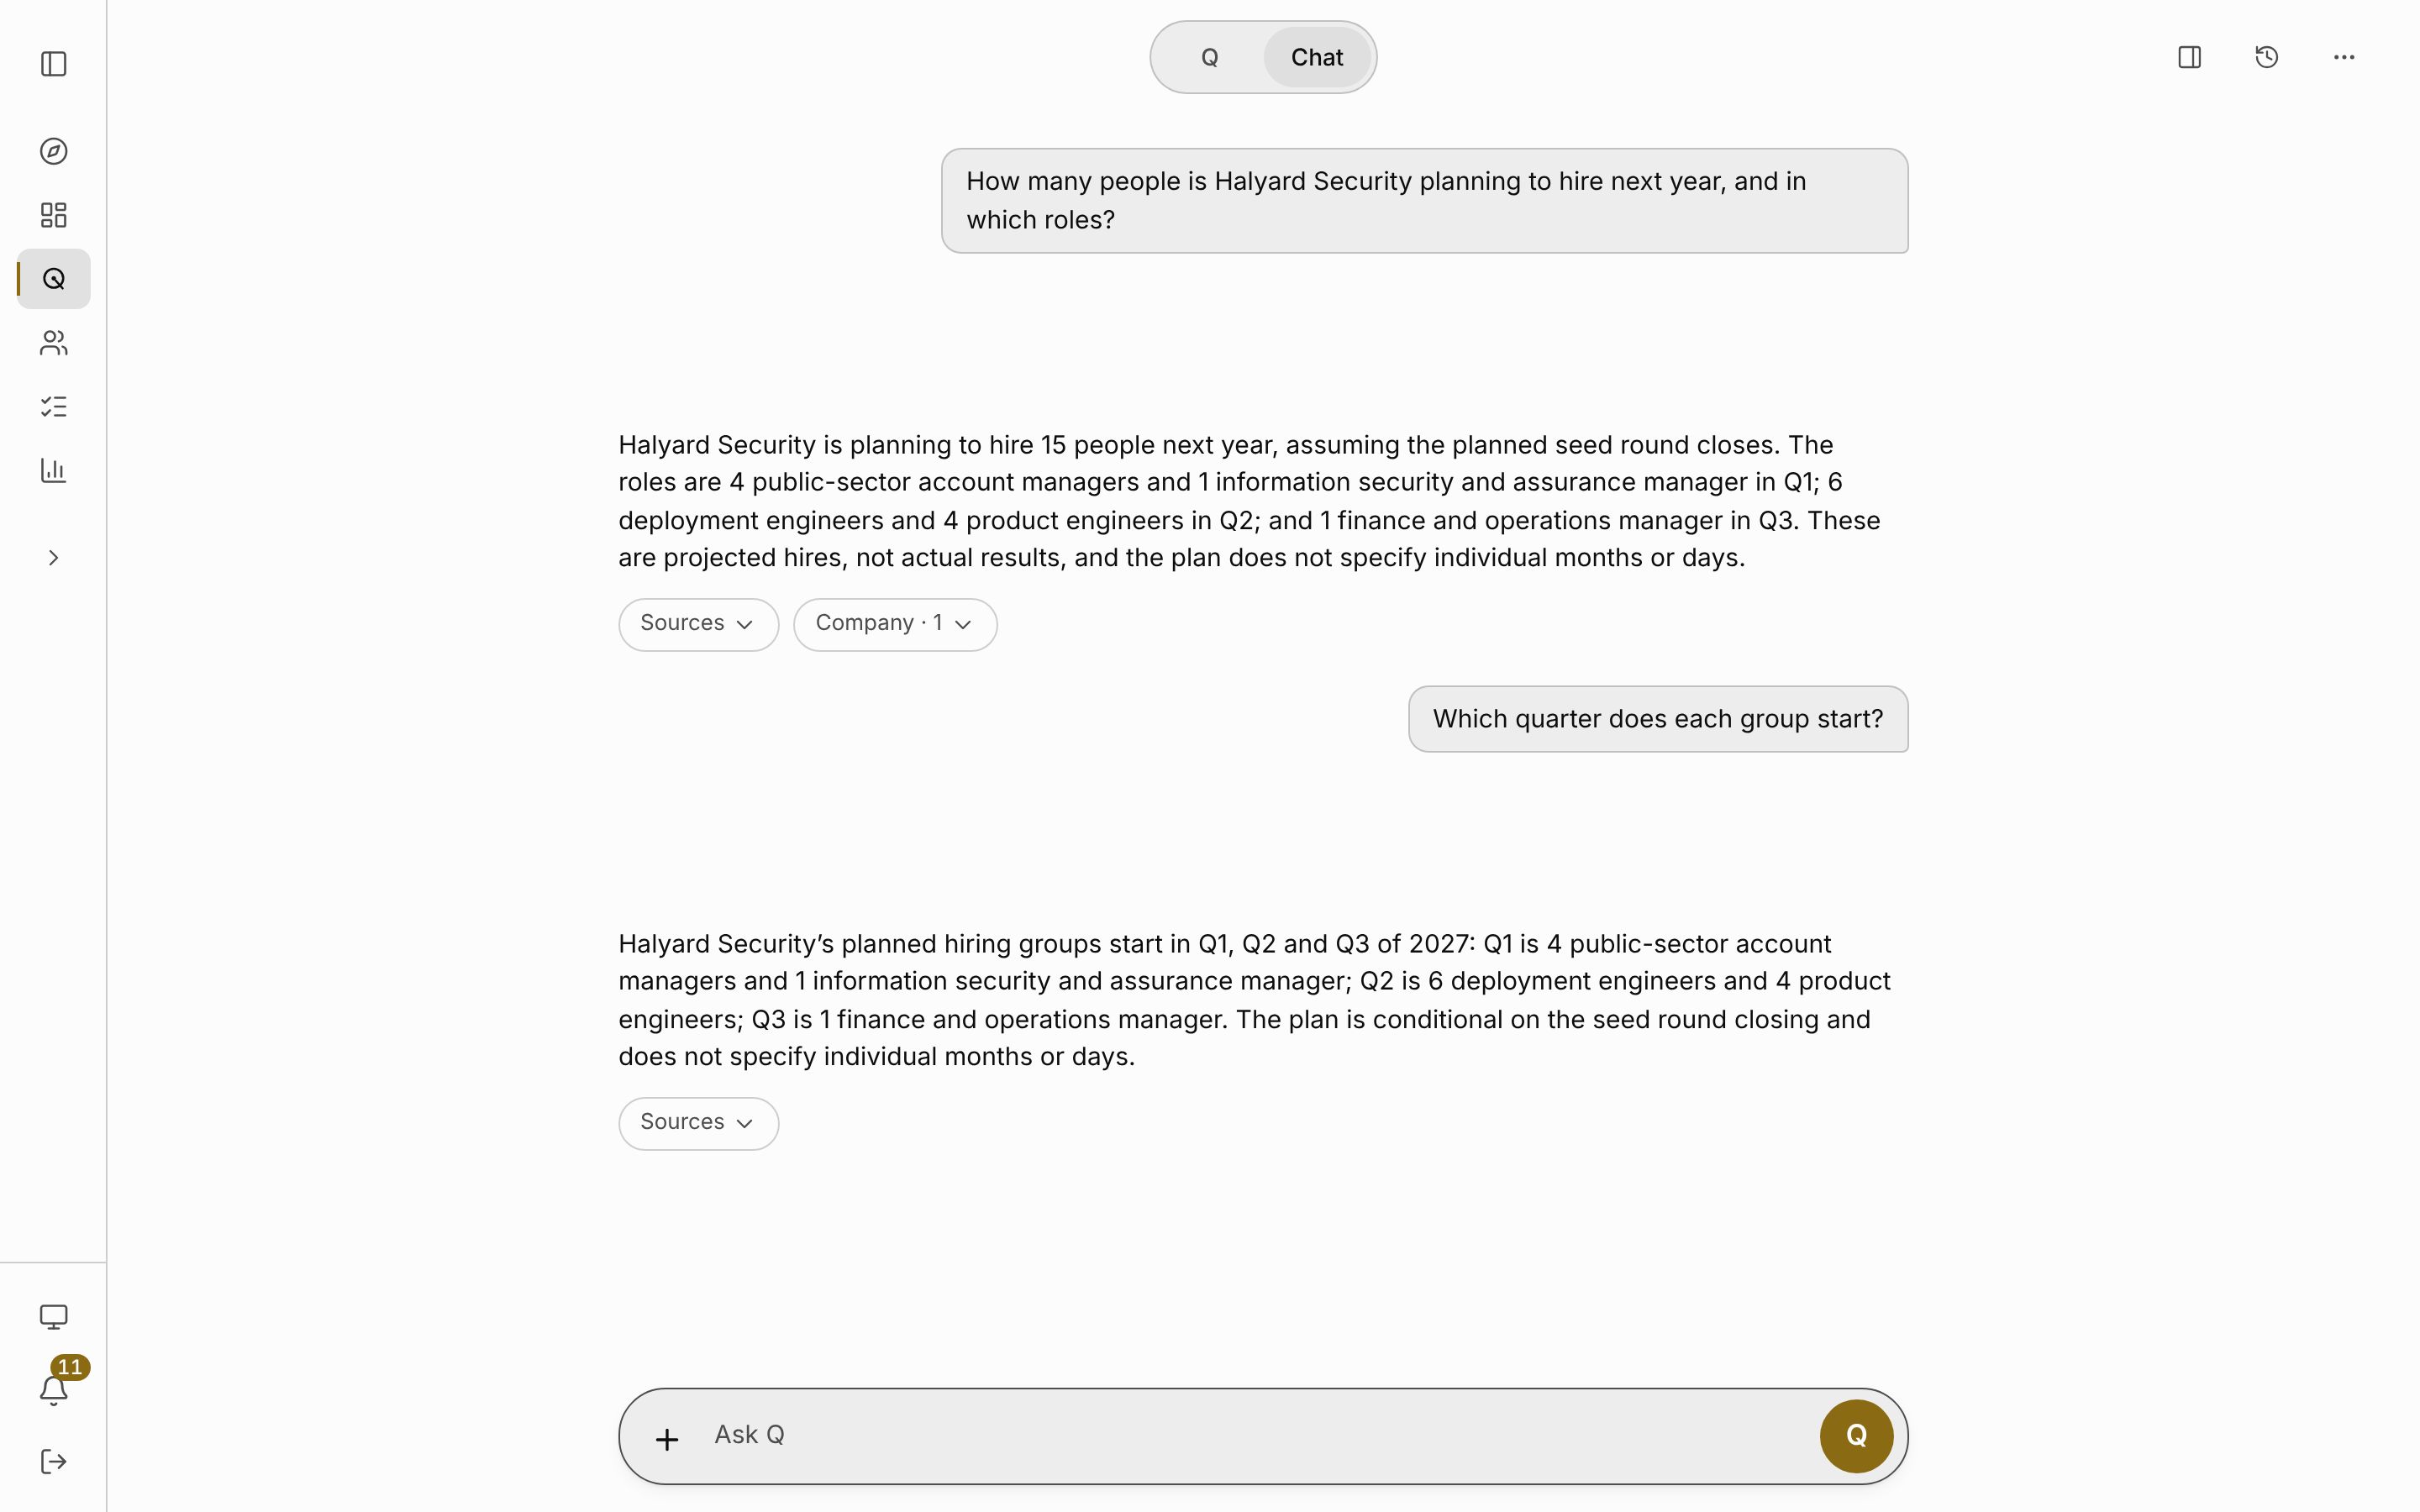 Q
Chat
How many people is Halyard Security planning to hire next year, and in
which roles?
Halyard Security is planning to hire 15 people next year, assuming the planned seed round closes. The
roles are 4 public-sector account managers and 1 information security and assurance manager in Q1; 6
deployment engineers and 4 product engineers in Q2; and 1 finance and operations manager in Q3. These
are projected hires, not actual results, and the plan does not specify individual months or days.
Sources
Company · 1
Which quarter does each group start?
Halyard Security’s planned hiring groups start in Q1, Q2 and Q3 of 2027: Q1 is 4 public-sector account
managers and 1 information security and assurance manager; Q2 is 6 deployment engineers and 4 product
engineers; Q3 is 1 finance and operations manager. The plan is conditional on the seed round closing and
does not specify individual months or days.
Sources
11
Ask Q
Q